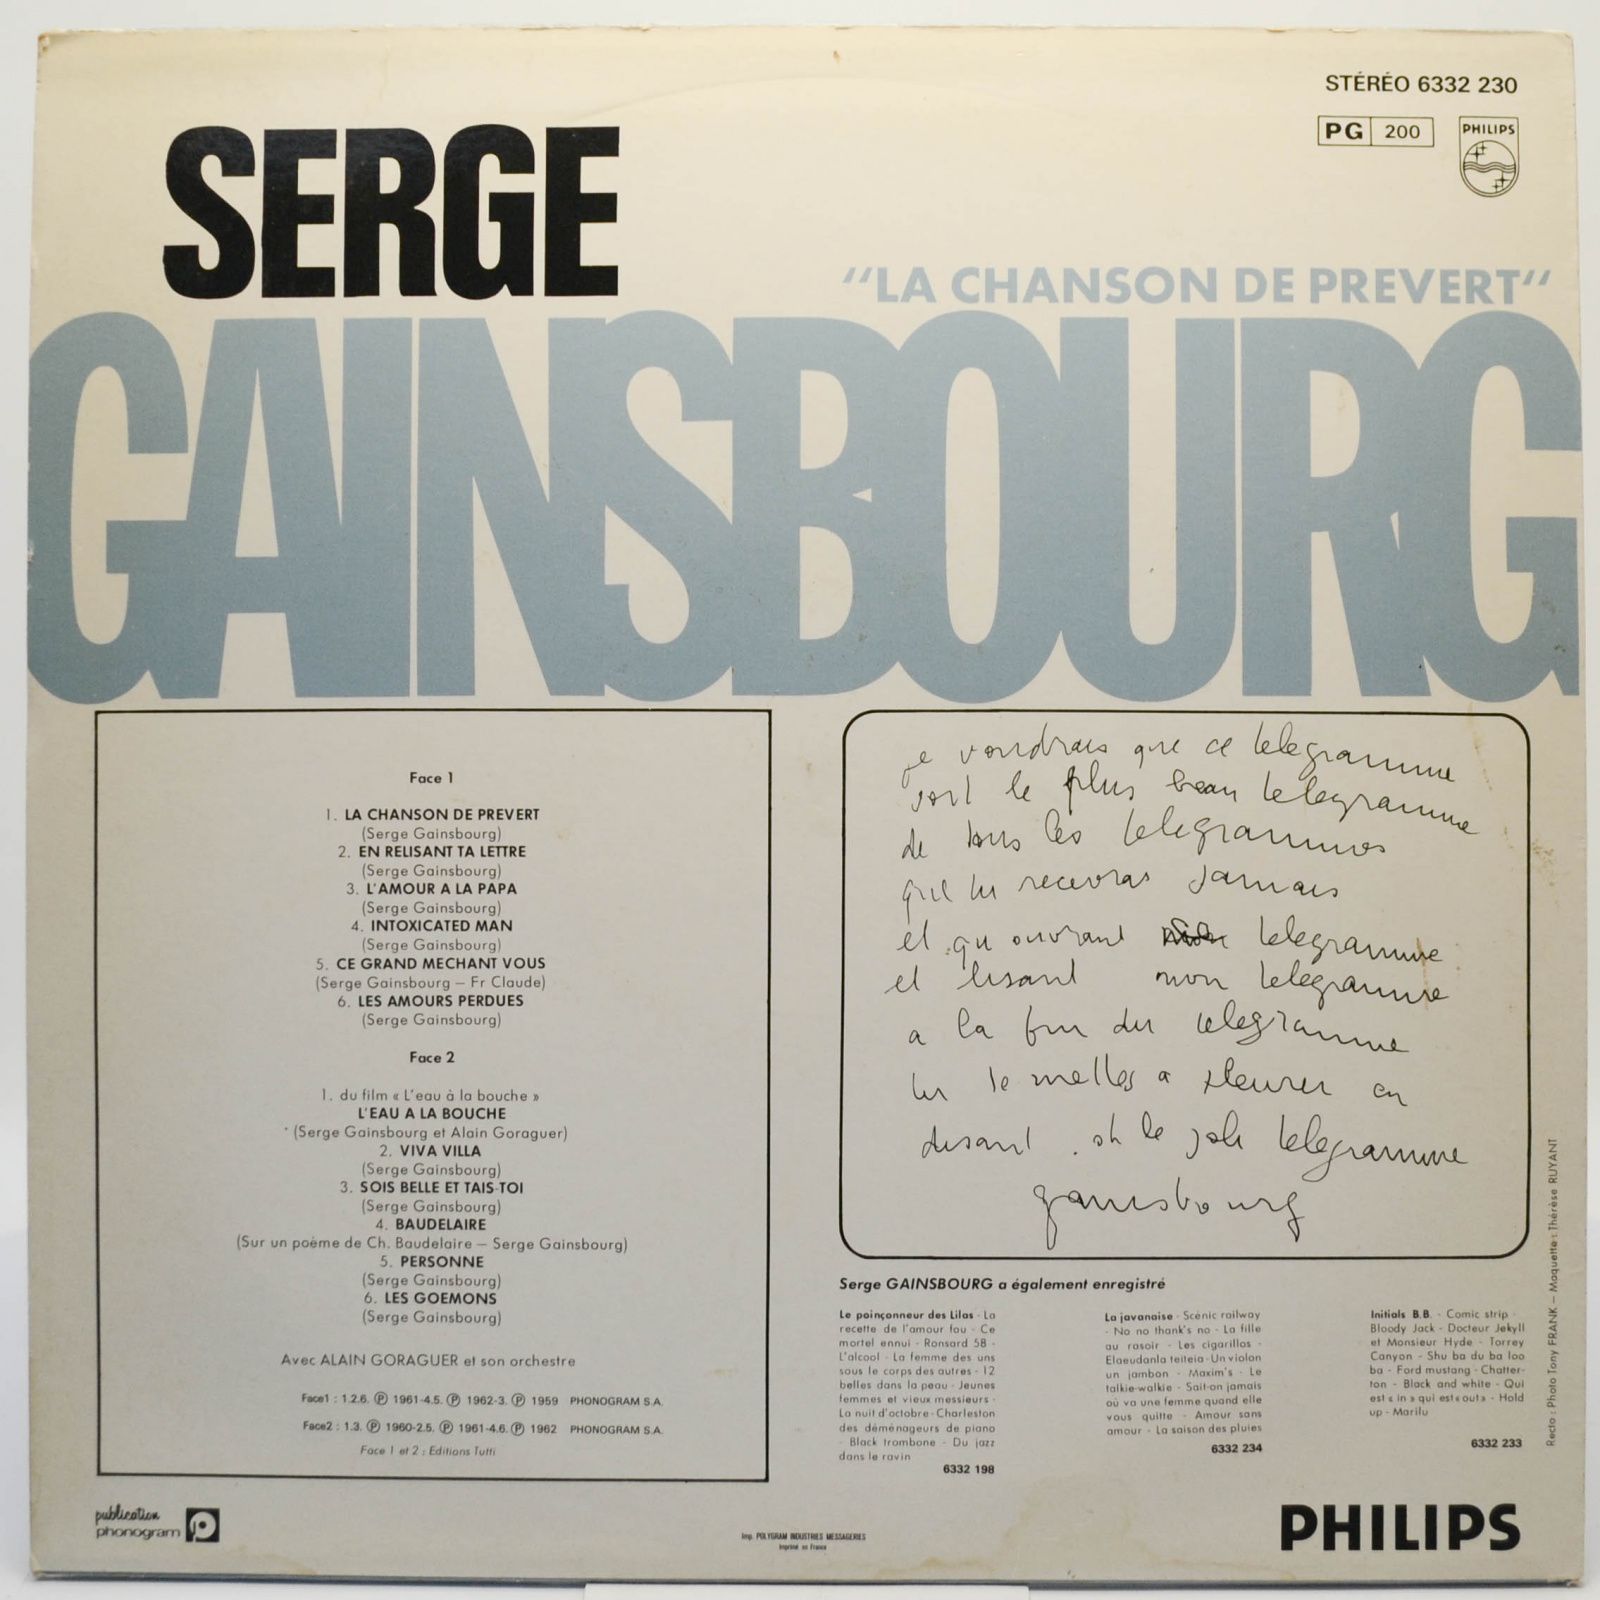 STÉRÉO 6332 230
PG 200 PHILIPS
SERGE
"LA CHANSON DE PREVERT"
GAINSBOURG
Face 1
1. LA CHANSON DE PREVERT
(Serge Gainsbourg)
2. EN RELISANT TA LETTRE
(Serge Gainsbourg)
3. L'AMOUR A LA PAPA
(Serge Gainsbourg)
4. INTOXICATED MAN
(Serge Gainsbourg)
5. CE GRAND MECHANT VOUS
(Serge Gainsbourg – Fr Claude)
6. LES AMOURS PERDUES
(Serge Gainsbourg)
Face 2
1. du film « L'eau à la bouche »
L'EAU A LA BOUCHE
(Serge Gainsbourg et Alain Goraguer)
2. VIVA VILLA
(Serge Gainsbourg)
3. SOIS BELLE ET TAIS-TOI
(Serge Gainsbourg)
4. BAUDELAIRE
(Sur un poème de Ch. Baudelaire – Serge Gainsbourg)
5. PERSONNE
(Serge Gainsbourg)
6. LES GOEMONS
(Serge Gainsbourg)
Avec ALAIN GORAGUER et son orchestre
Face1 : 1.2.6. Ⓟ 1961-4.5. Ⓟ 1962-3. Ⓟ 1959 PHONOGRAM S.A.
Face2 : 1.3. Ⓟ 1960-2.5. Ⓟ 1961-4.6. Ⓟ 1962 PHONOGRAM S.A.
Face 1 et 2 : Editions Tutti
je voudrais que ce telegramme
soit le plus beau telegramme
de tous les telegrammes
que tu recevras jamais
et qu ouvrant telegramme
et lisant mon telegramme
a la fin du telegramme
tu te mettes a pleurer en
disant oh le joli telegramme
gainsbourg
Serge GAINSBOURG a également enregistré
Le poinçonneur des Lilas - La
recette de l'amour fou - Ce
mortel ennui - Ronsard 58 -
L'alcool - La femme des uns
sous le corps des autres - 12
belles dans la peau - Jeunes
femmes et vieux messieurs -
La nuit d'octobre - Charleston
des déménageurs de piano
- Black trombone - Du jazz
dans le ravin
6332 198
La javanaise - Scénic railway
- No no thank's no - La fille
au rasoir - Les cigarillos -
Elaeudanla teiteia - Un violon
un jambon - Maxim's - Le
talkie-walkie - Sait-on jamais
où va une femme quand elle
vous quitte - Amour sans
amour - La saison des pluies
6332 234
Initials B.B. - Comic strip -
Bloody Jack - Docteur Jekyll
et Monsieur Hyde - Torrey
Canyon - Shu ba du ba loo
ba - Ford mustang - Chatter-
ton - Black and white - Qui
est « in » qui est « out » - Hold
up - Marilu
6332 233
Recto : Photo Tony FRANK – Maquette : Thérèse RUYANT
publication
phonogram
Imp. POLYGRAM INDUSTRIES MESSAGERIES
Imprimé en France
PHILIPS